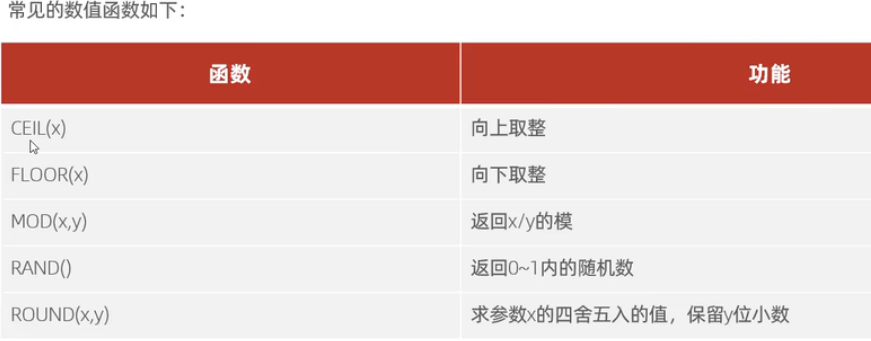 常见的数值函数如下：
函数 功能
CEIL(x) 向上取整
FLOOR(x) 向下取整
MOD(x,y) 返回x/y的模
RAND() 返回0~1内的随机数
ROUND(x,y) 求参数x的四舍五入的值，保留y位小数